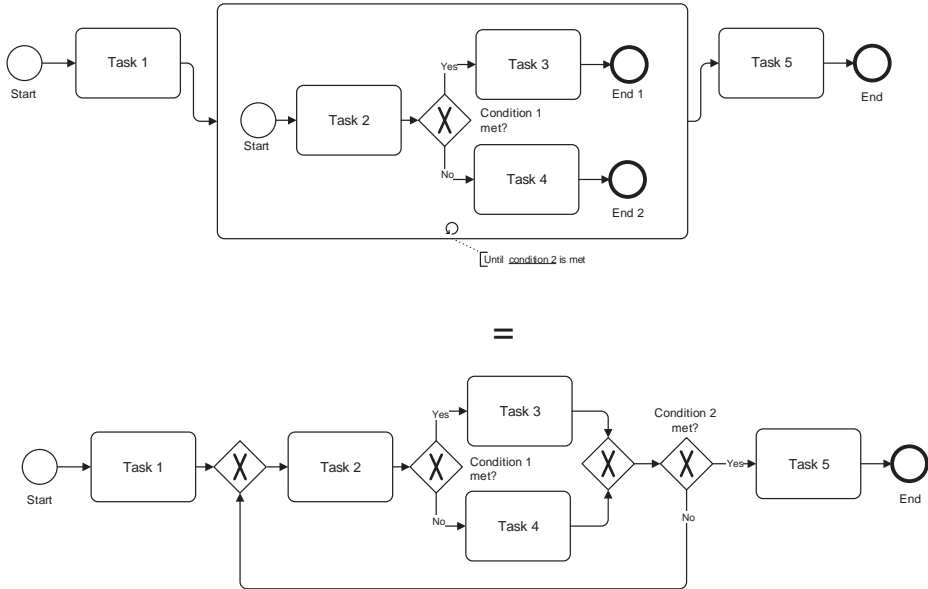 Start
Task 1
Start
Task 2
Yes
Task 3
End 1
Condition 1
met?
No
Task 4
End 2
Until condition 2 is met
Task 5
End
=
Start
Task 1
Task 2
Yes
Task 3
Condition 1
met?
No
Task 4
Condition 2
met?
Yes
No
Task 5
End